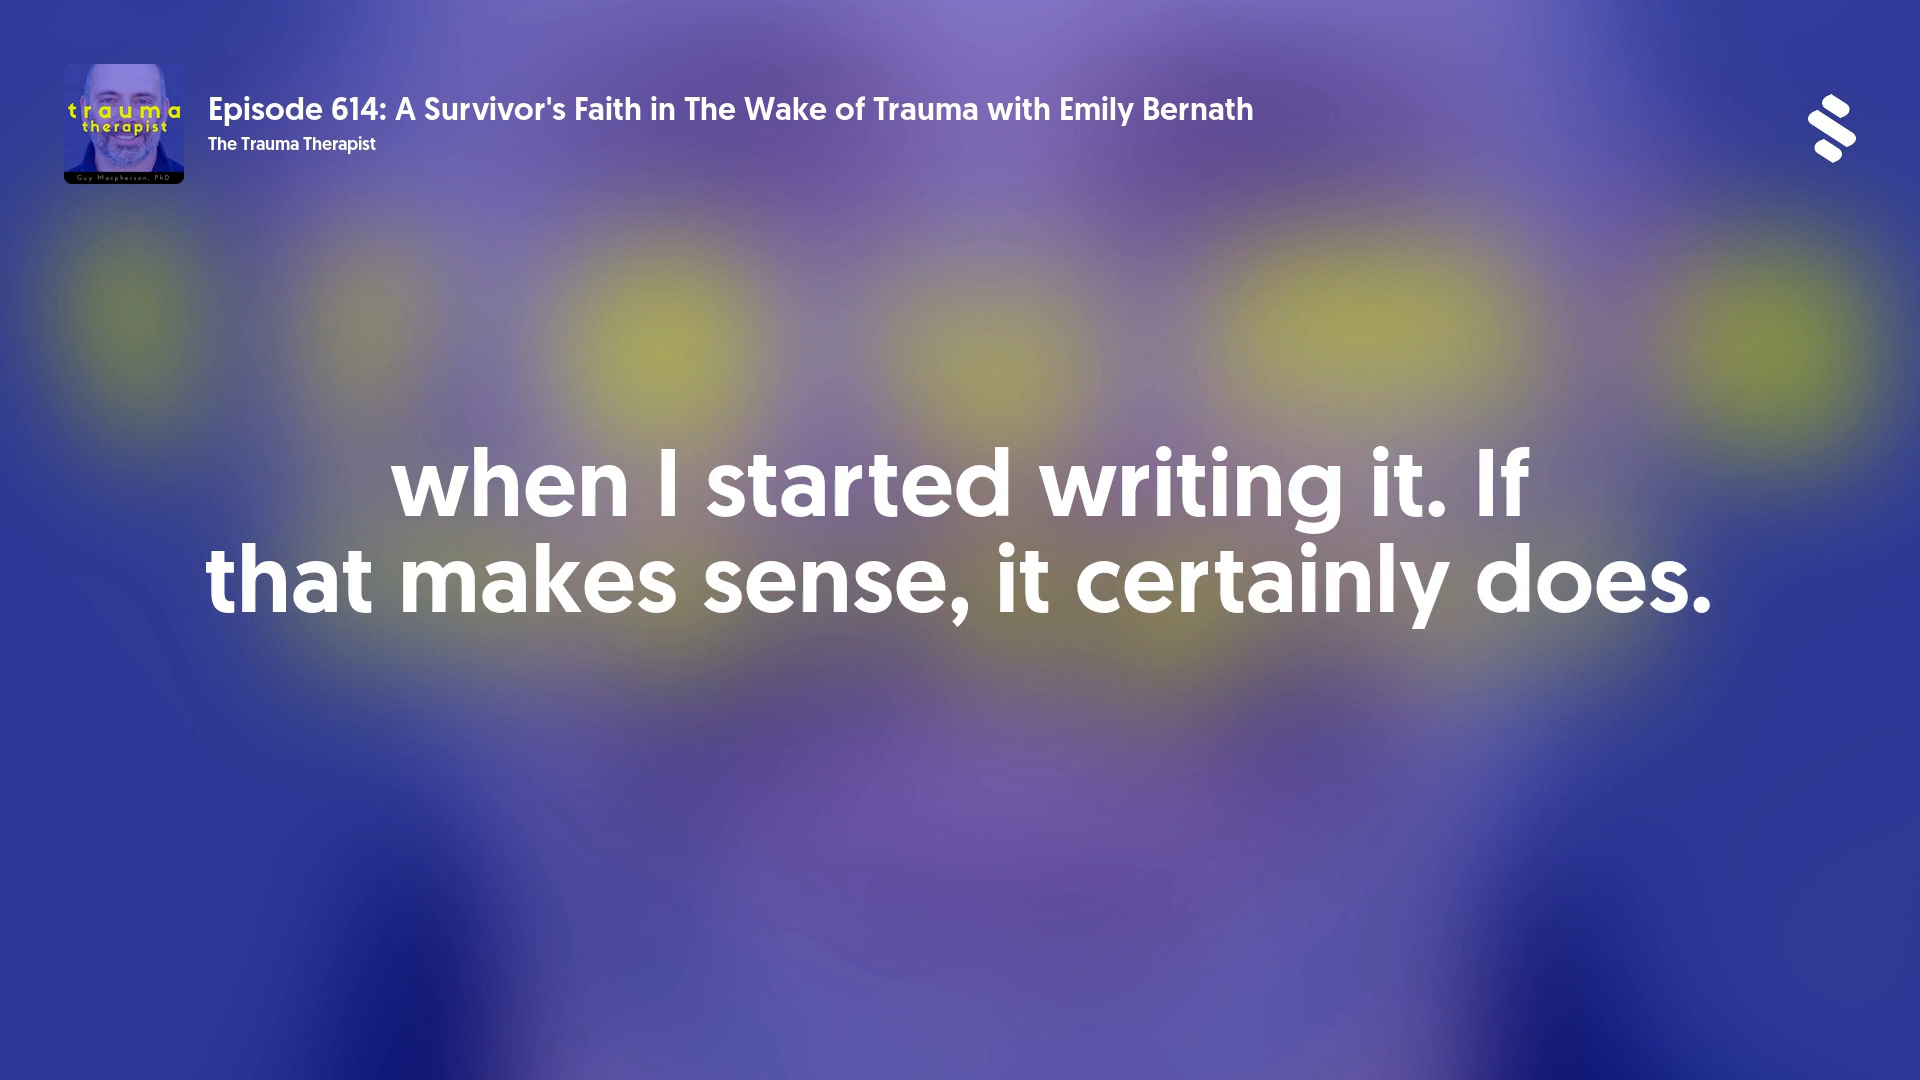 trauma
therapist
Guy Macpherson, PhD
Episode 614: A Survivor's Faith in The Wake of Trauma with Emily Bernath
The Trauma Therapist
when I started writing it. If
that makes sense, it certainly does.